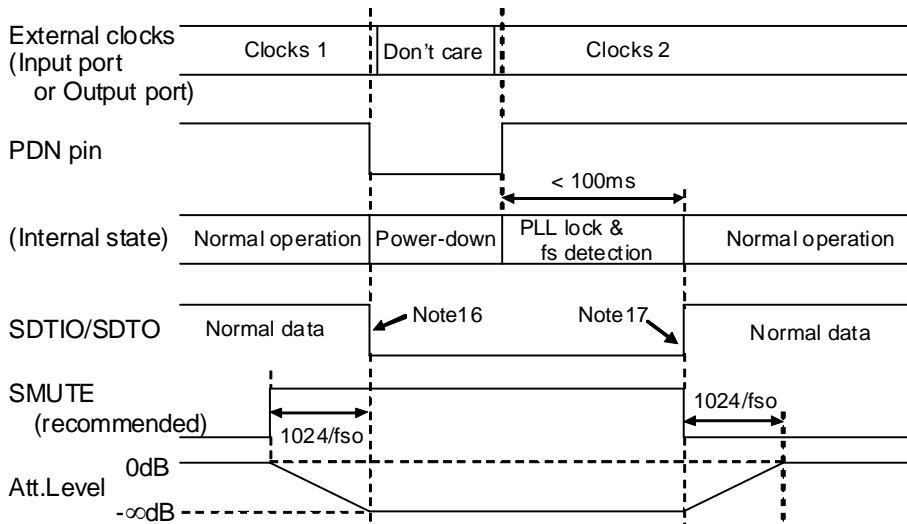 External clocks
(Input port
or Output port)
Clocks 1
Don't care
Clocks 2
PDN pin
< 100ms
(Internal state)
Normal operation
Power-down
PLL lock &
fs detection
Normal operation
SDTIO/SDTO
Normal data
Note16
Note17
Normal data
SMUTE
(recommended)
1024/fso
1024/fso
Att.Level
0dB
-∞dB